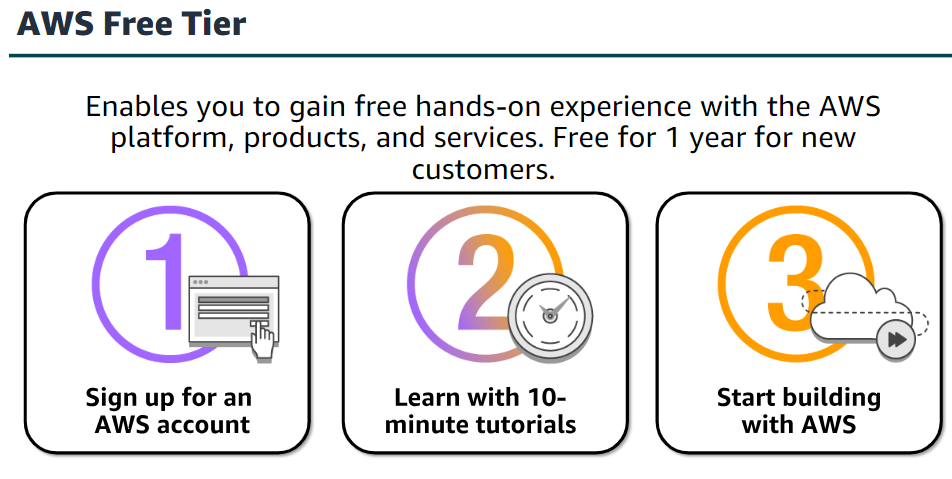 AWS Free Tier
Enables you to gain free hands-on experience with the AWS
platform, products, and services. Free for 1 year for new
customers.
1
Sign up for an
AWS account
2
Learn with 10-
minute tutorials
3
Start building
with AWS